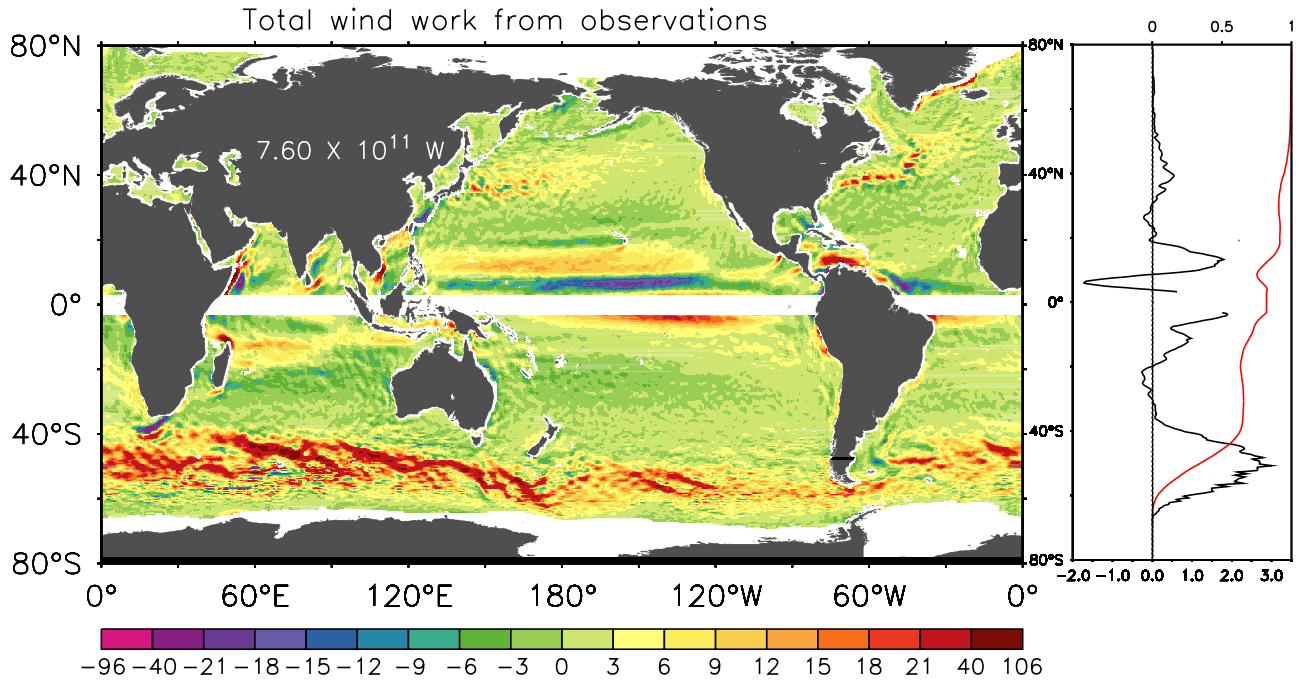 Total wind work from observations
0 0.5 1
80°N
80°N
7.60 X 10¹¹ W
40°N
40°N
0°
0°
40°S
40°S
80°S
80°S
0° 60°E 120°E 180° 120°W 60°W 0°
-2.0 -1.0 0.0 1.0 2.0 3.0
−96 −40 −21 −18 −15 −12 −9 −6 −3 0 3 6 9 12 15 18 21 40 106